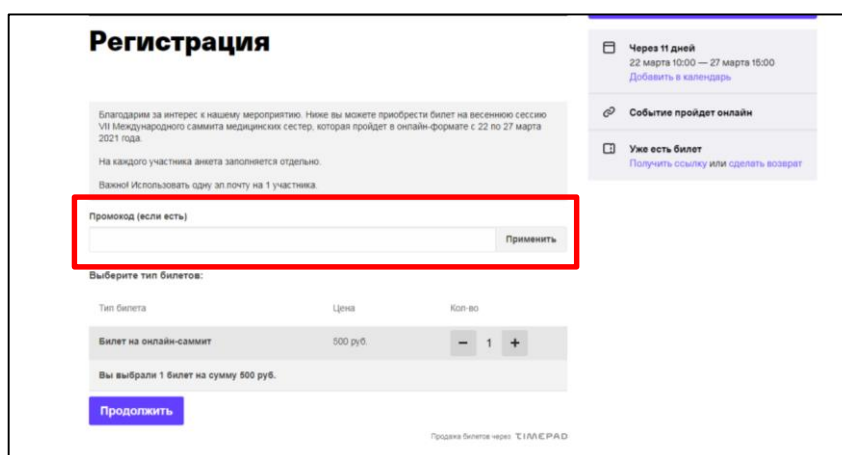 Регистрация
Благодарим за интерес к нашему мероприятию. Ниже вы можете приобрести билет на весеннюю сессию
VII Международного саммита медицинских сестер, которая пройдет в онлайн-формате с 22 по 27 марта
2021 года.
На каждого участника анкета заполняется отдельно.
Важно! Использовать одну эл.почту на 1 участника.
Промокод (если есть)
Применить
Выберите тип билетов:
Тип билета Цена Кол-во
Билет на онлайн-саммит 500 руб. − 1 +
Вы выбрали 1 билет на сумму 500 руб.
Продолжить
Продажа билетов через TIMEPAD
Через 11 дней
22 марта 10:00 — 27 марта 15:00
Добавить в календарь
Событие пройдет онлайн
Уже есть билет
Получить ссылку или сделать возврат